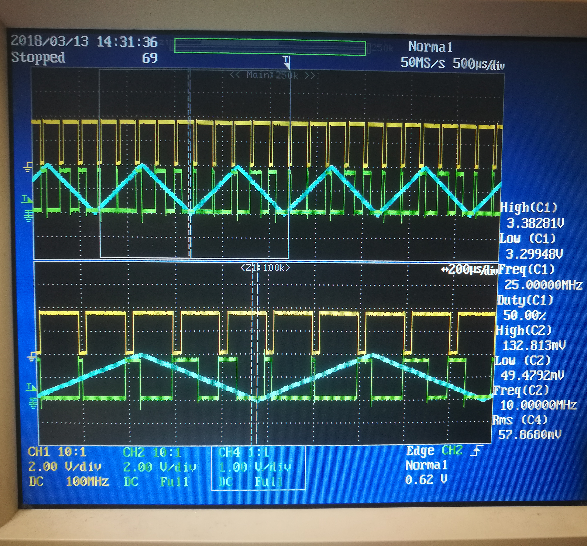 2018/03/13 14:31:36
Stopped 69
Normal
50MS/s 500µs/div
T
<< Main:250k >>
<Z1:100k>
200µs/div
High(C1)
3.38281V
Low (C1)
3.29948V
Freq(C1)
25.00000MHz
Duty(C1)
50.00%
High(C2)
132.813mV
Low (C2)
49.4792mV
Freq(C2)
10.00000MHz
Rms (C4)
57.8680mV
CH1 10:1
2.00 V/div
DC 100MHz
CH2 10:1
2.00 V/div
DC Full
CH4 1:1
1.00 V/div
DC Full
Edge CH2
Normal
0.62 V